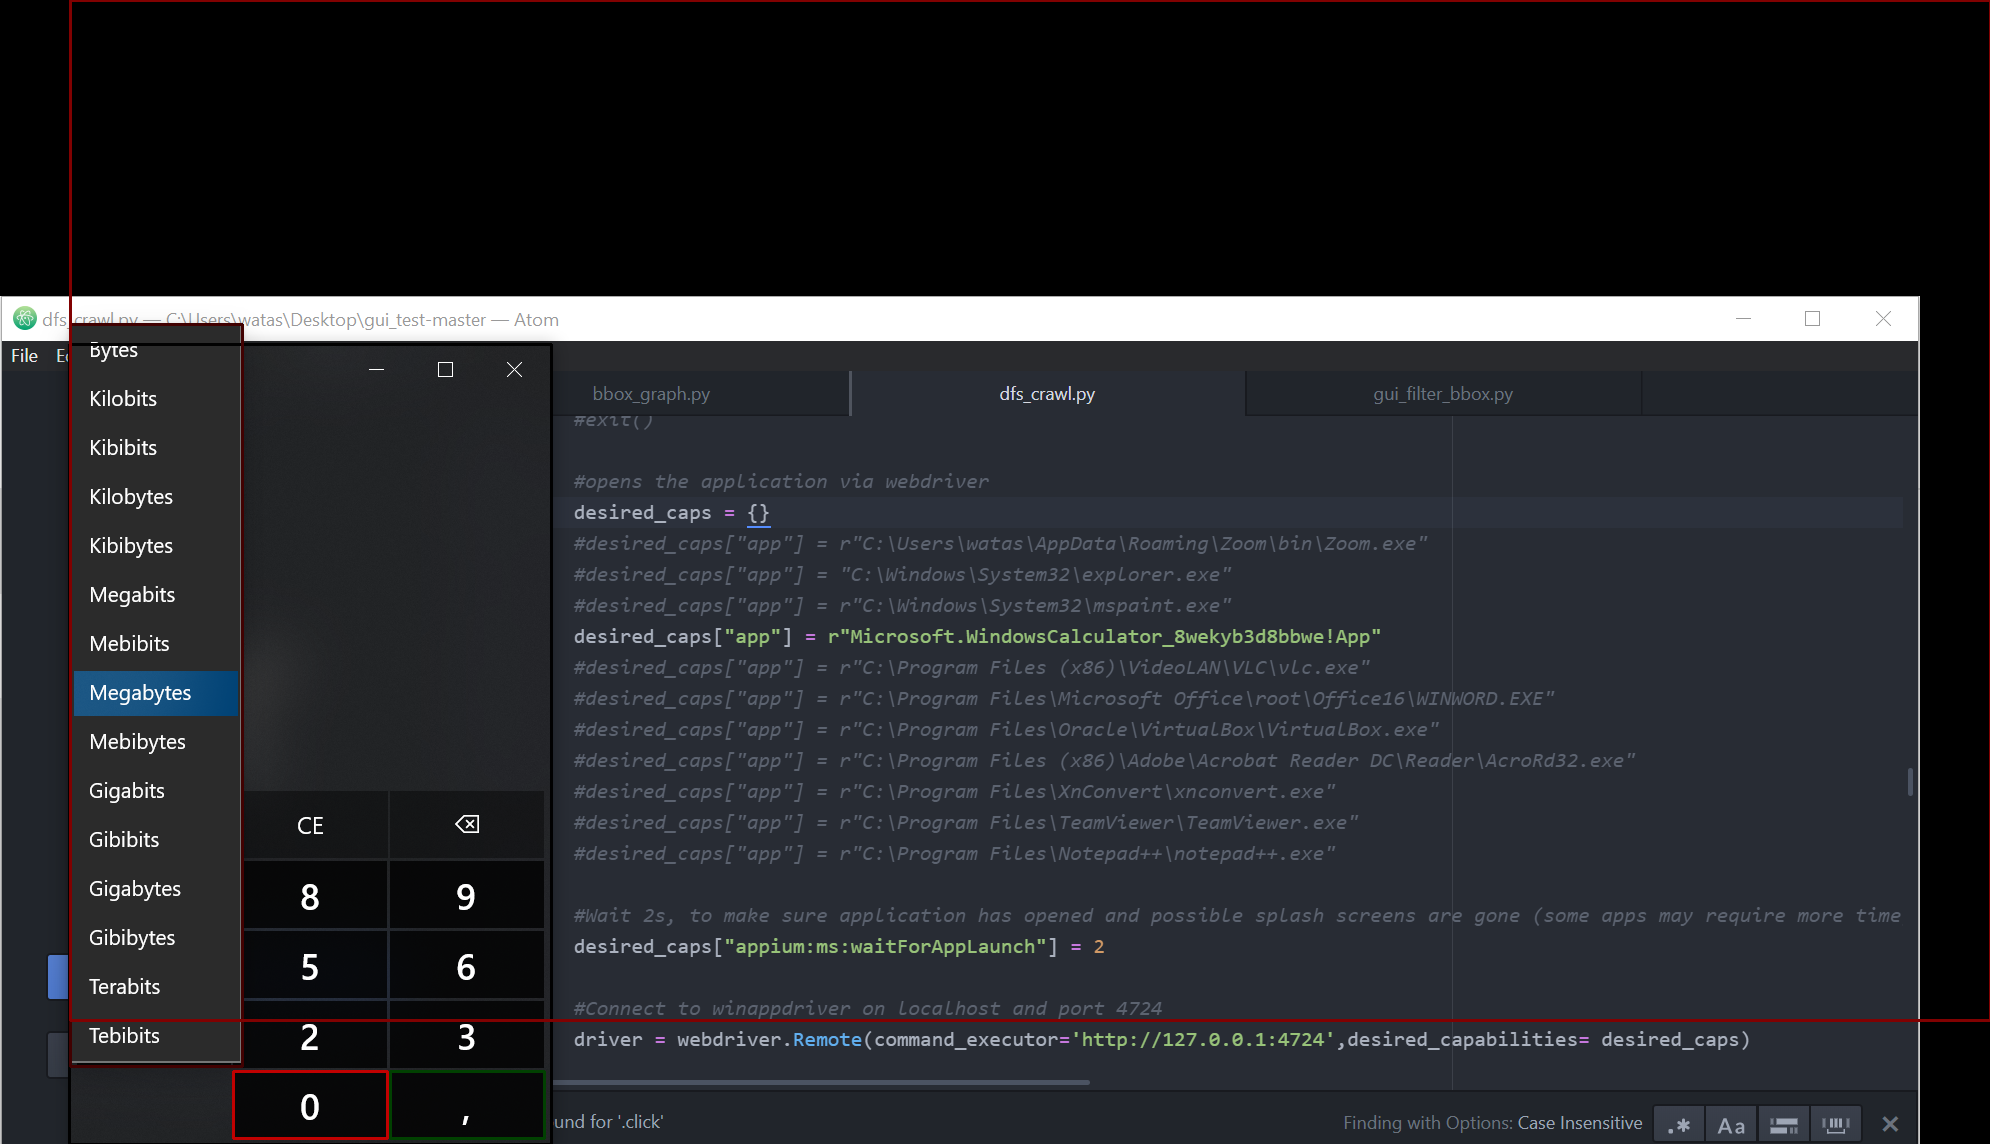 dfs_crawl.py — C:\Users\watas\Desktop\gui_test-master — Atom
File
Bytes
Kilobits
Kibibits
Kilobytes
Kibibytes
Megabits
Mebibits
Megabytes
Mebibytes
Gigabits
Gibibits
Gigabytes
Gibibytes
Terabits
Tebibits
CE
8 9
5 6
2 3
0 ,
bbox_graph.py dfs_crawl.py gui_filter_bbox.py
#exit()
#opens the application via webdriver
desired_caps = {}
#desired_caps["app"] = r"C:\Users\watas\AppData\Roaming\Zoom\bin\Zoom.exe"
#desired_caps["app"] = "C:\Windows\System32\explorer.exe"
#desired_caps["app"] = r"C:\Windows\System32\mspaint.exe"
desired_caps["app"] = r"Microsoft.WindowsCalculator_8wekyb3d8bbwe!App"
#desired_caps["app"] = r"C:\Program Files (x86)\VideoLAN\VLC\vlc.exe"
#desired_caps["app"] = r"C:\Program Files\Microsoft Office\root\Office16\WINWORD.EXE"
#desired_caps["app"] = r"C:\Program Files\Oracle\VirtualBox\VirtualBox.exe"
#desired_caps["app"] = r"C:\Program Files (x86)\Adobe\Acrobat Reader DC\Reader\AcroRd32.exe"
#desired_caps["app"] = r"C:\Program Files\XnConvert\xnconvert.exe"
#desired_caps["app"] = r"C:\Program Files\TeamViewer\TeamViewer.exe"
#desired_caps["app"] = r"C:\Program Files\Notepad++\notepad++.exe"
#Wait 2s, to make sure application has opened and possible splash screens are gone (some apps may require more time
desired_caps["appium:ms:waitForAppLaunch"] = 2
#Connect to winappdriver on localhost and port 4724
driver = webdriver.Remote(command_executor='http://127.0.0.1:4724',desired_capabilities= desired_caps)
for '.click' Finding with Options: Case Insensitive .* Aa